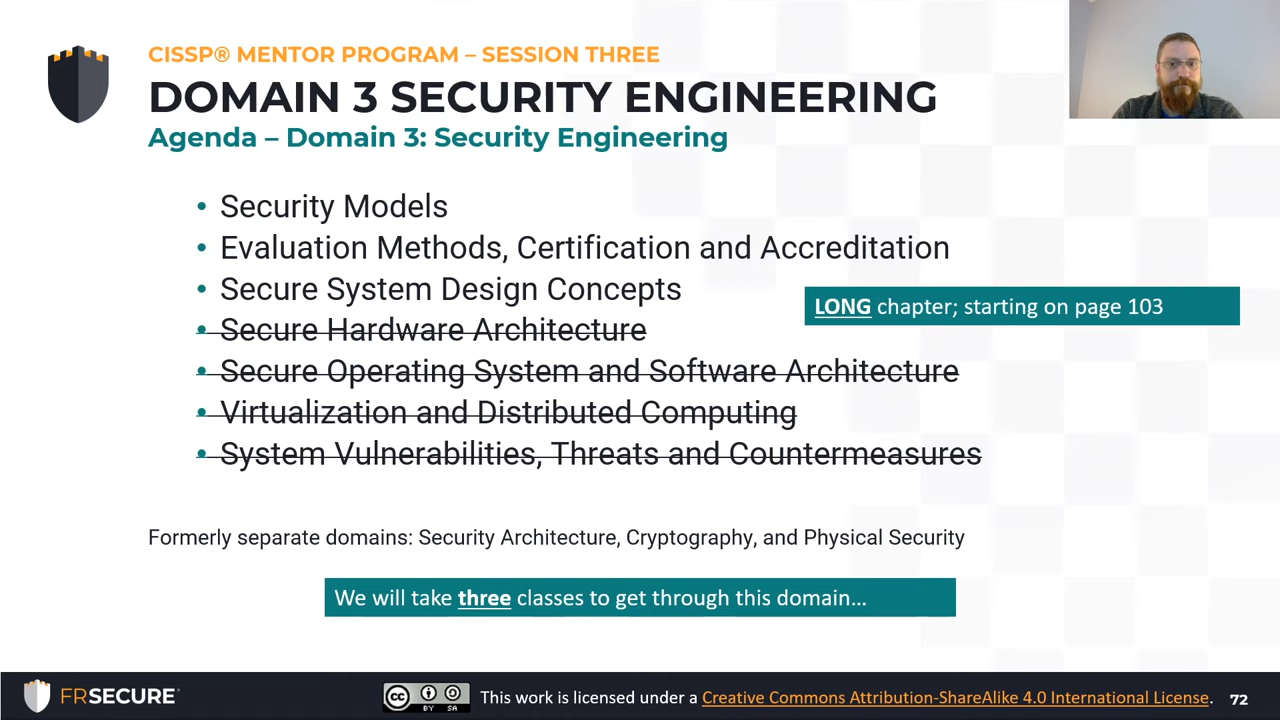 CISSP® MENTOR PROGRAM – SESSION THREE
DOMAIN 3 SECURITY ENGINEERING
Agenda – Domain 3: Security Engineering
• Security Models
• Evaluation Methods, Certification and Accreditation
• Secure System Design Concepts
LONG chapter; starting on page 103
• Secure Hardware Architecture
• Secure Operating System and Software Architecture
• Virtualization and Distributed Computing
• System Vulnerabilities, Threats and Countermeasures
Formerly separate domains: Security Architecture, Cryptography, and Physical Security
We will take three classes to get through this domain…
FRSECURE®
cc BY SA
This work is licensed under a Creative Commons Attribution-ShareAlike 4.0 International License.
72